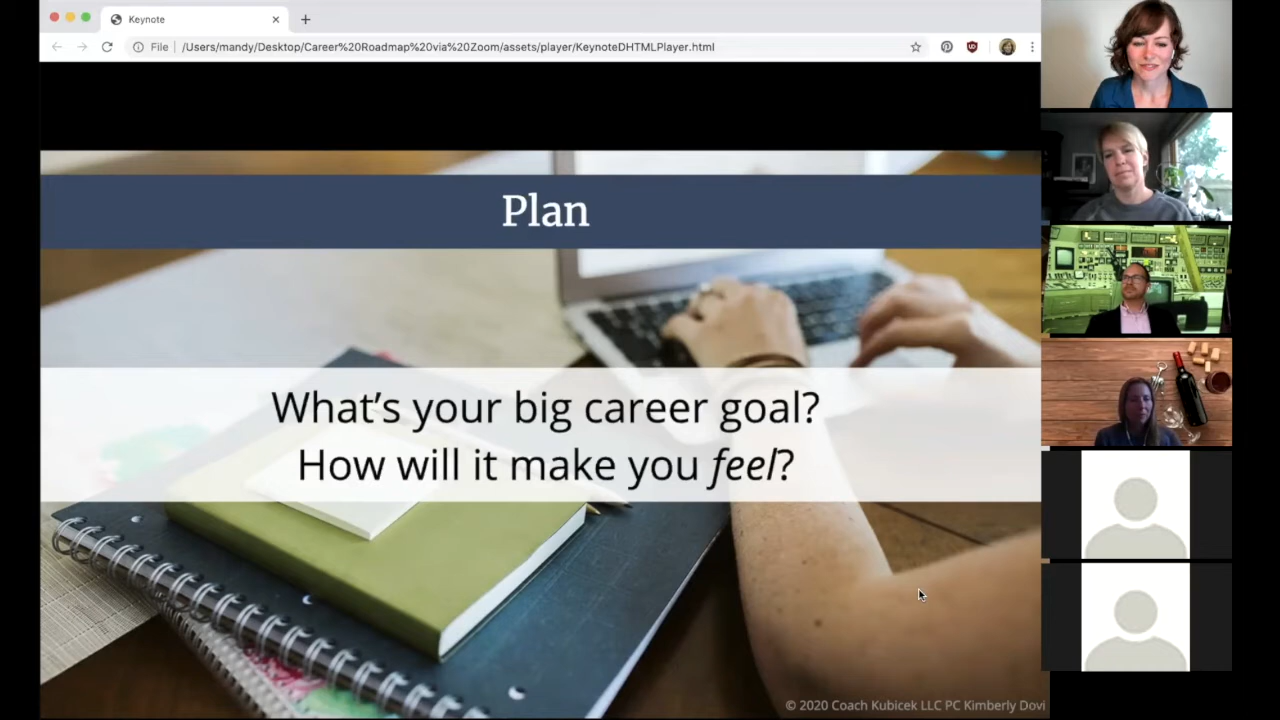 Keynote
File
/Users/mandy/Desktop/Career%20Roadmap%20via%20Zoom/assets/player/KeynoteDHTMLPlayer.html
Plan
What's your big career goal?
How will it make you feel?
© 2020 Coach Kubicek LLC PC Kimberly Dovi